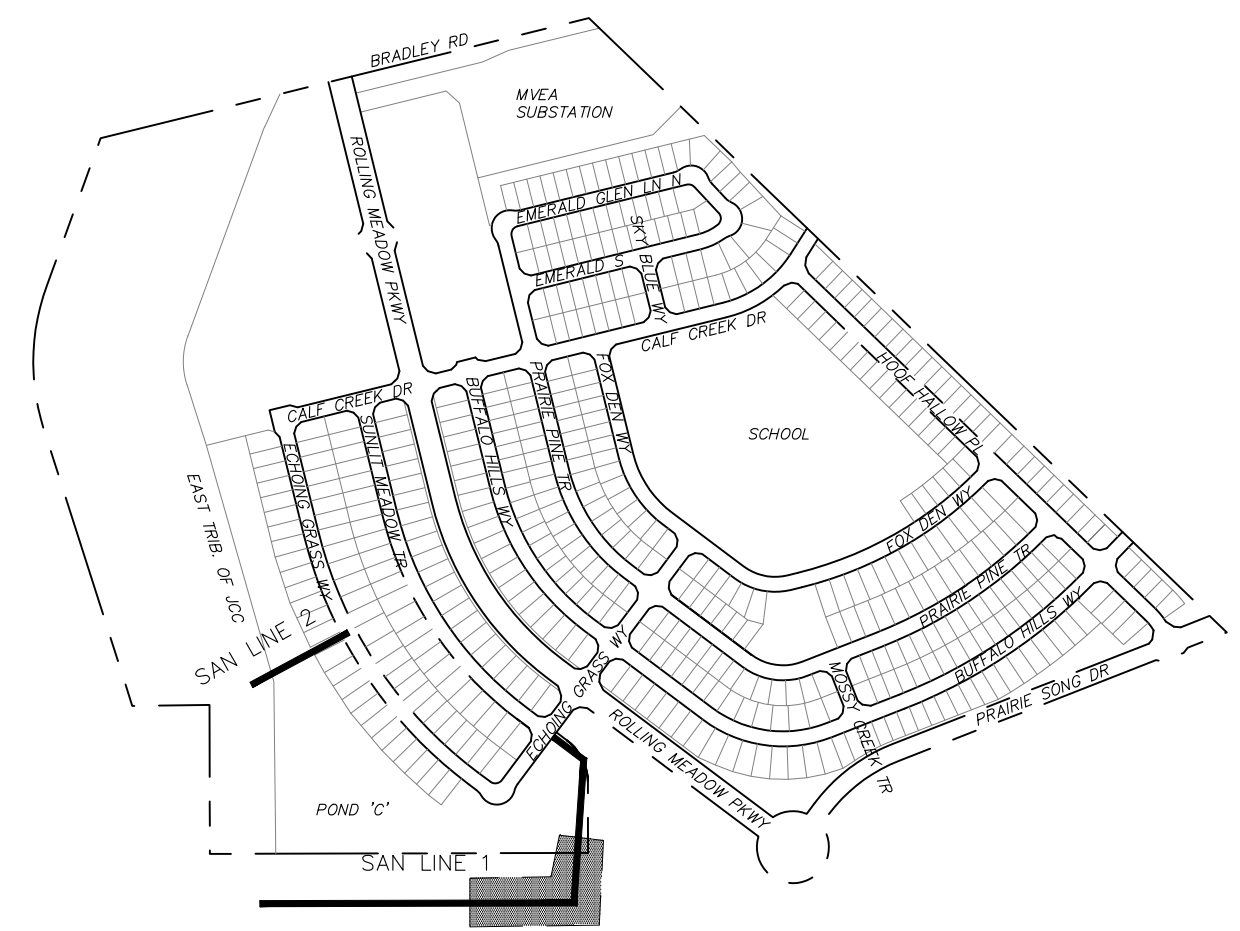 BRADLEY RD
MVEA
SUBSTATION
ROLLING MEADOW PKWY
EMERALD GLEN LN N
SKY BLUE WY
EMERALD S
CALF CREEK DR
HOOF HALLOW PL
CALF CREEK DR
SUNLIT MEADOW TR
BUFFALO HILLS WY
PRAIRIE PINE TR
FOX DEN WY
SCHOOL
ECHOING GRASS WY
EAST TRIB. OF JCC
FOX DEN WY
PRAIRIE PINE TR
BUFFALO HILLS WY
SAN LINE 2
ECHOING GRASS WY
MOSSY CREEK TR
PRAIRIE SONG DR
ROLLING MEADOW PKWY
POND 'C'
SAN LINE 1